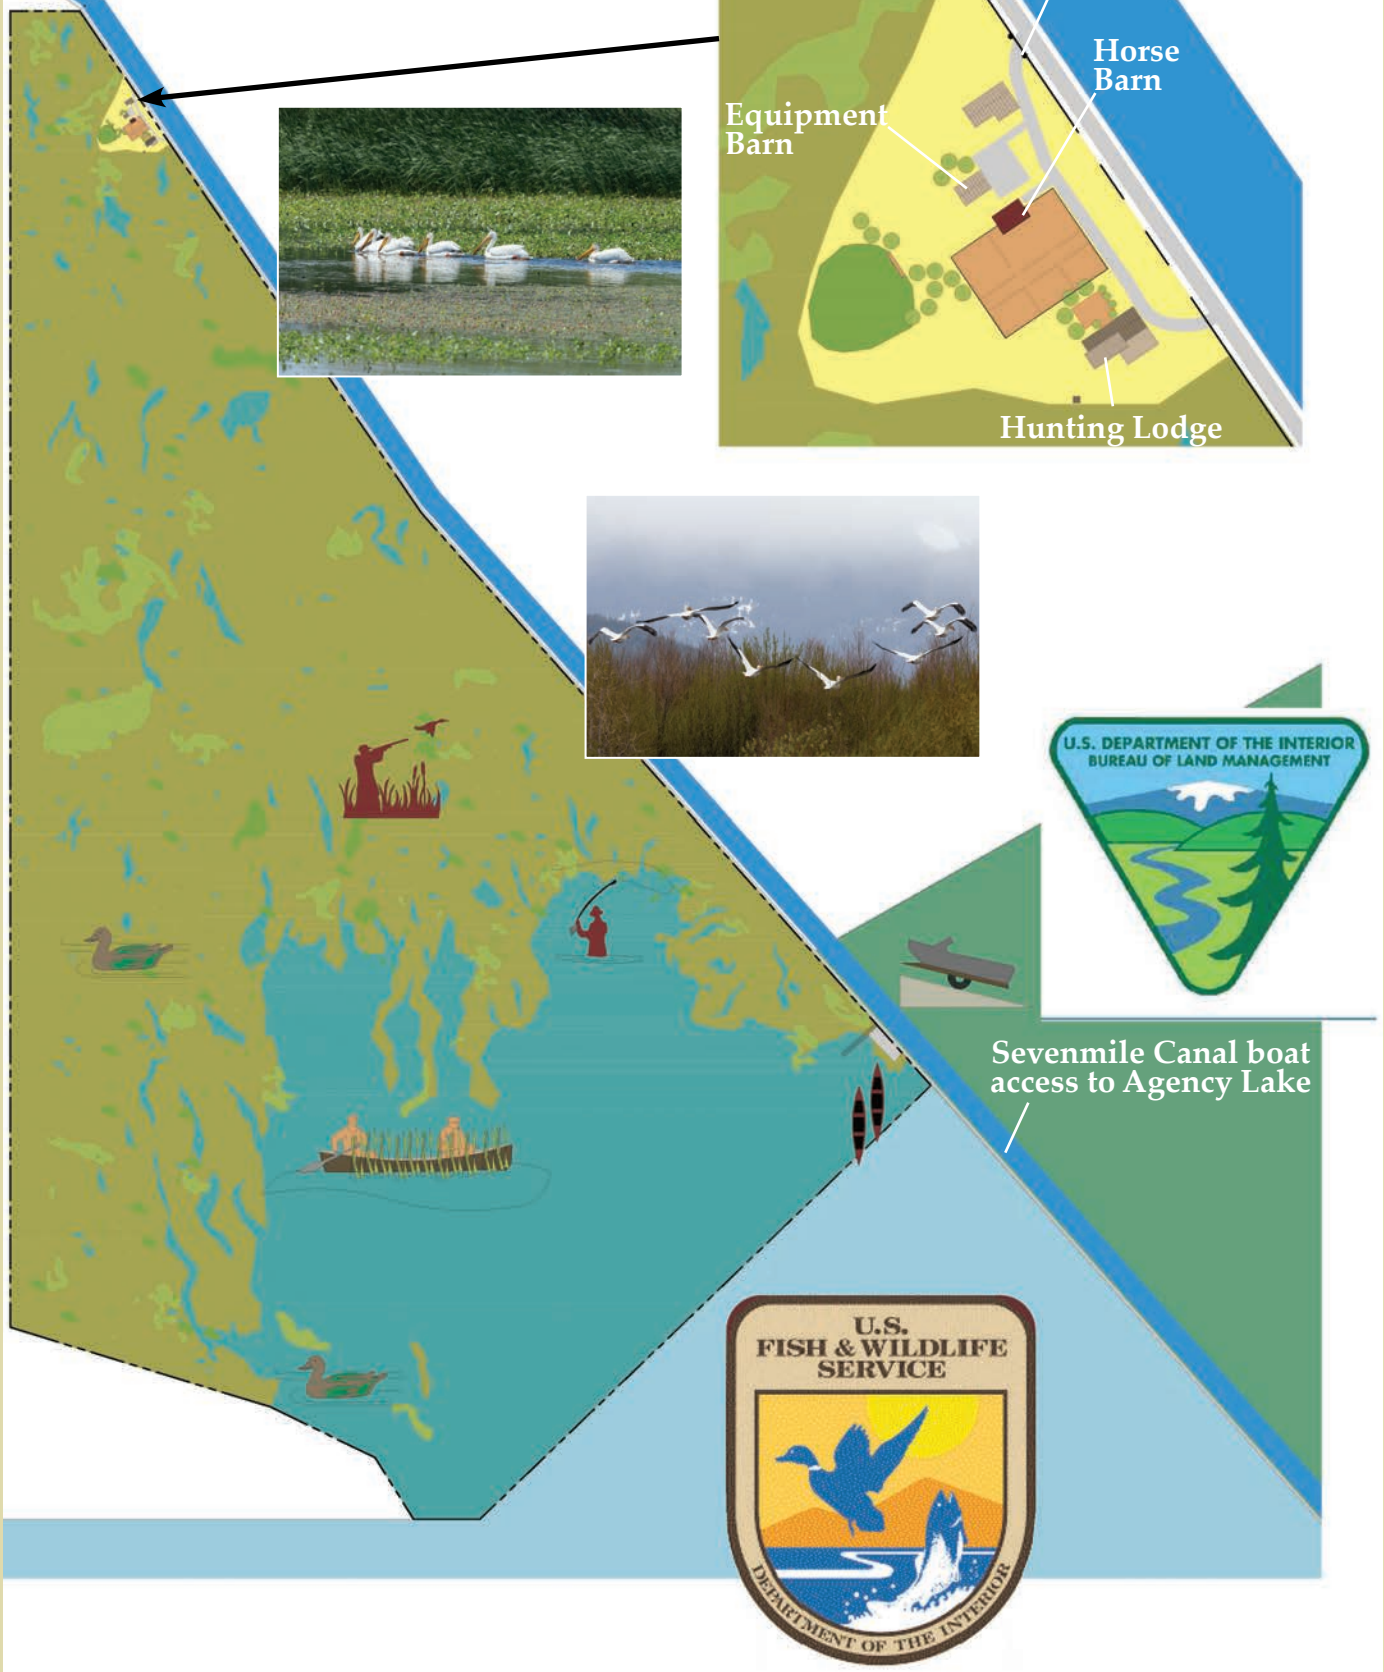 Horse
Barn
Equipment
Barn
Hunting Lodge
U.S. DEPARTMENT OF THE INTERIOR
BUREAU OF LAND MANAGEMENT
Sevenmile Canal boat
access to Agency Lake
U.S.
FISH & WILDLIFE
SERVICE
DEPARTMENT OF THE INTERIOR